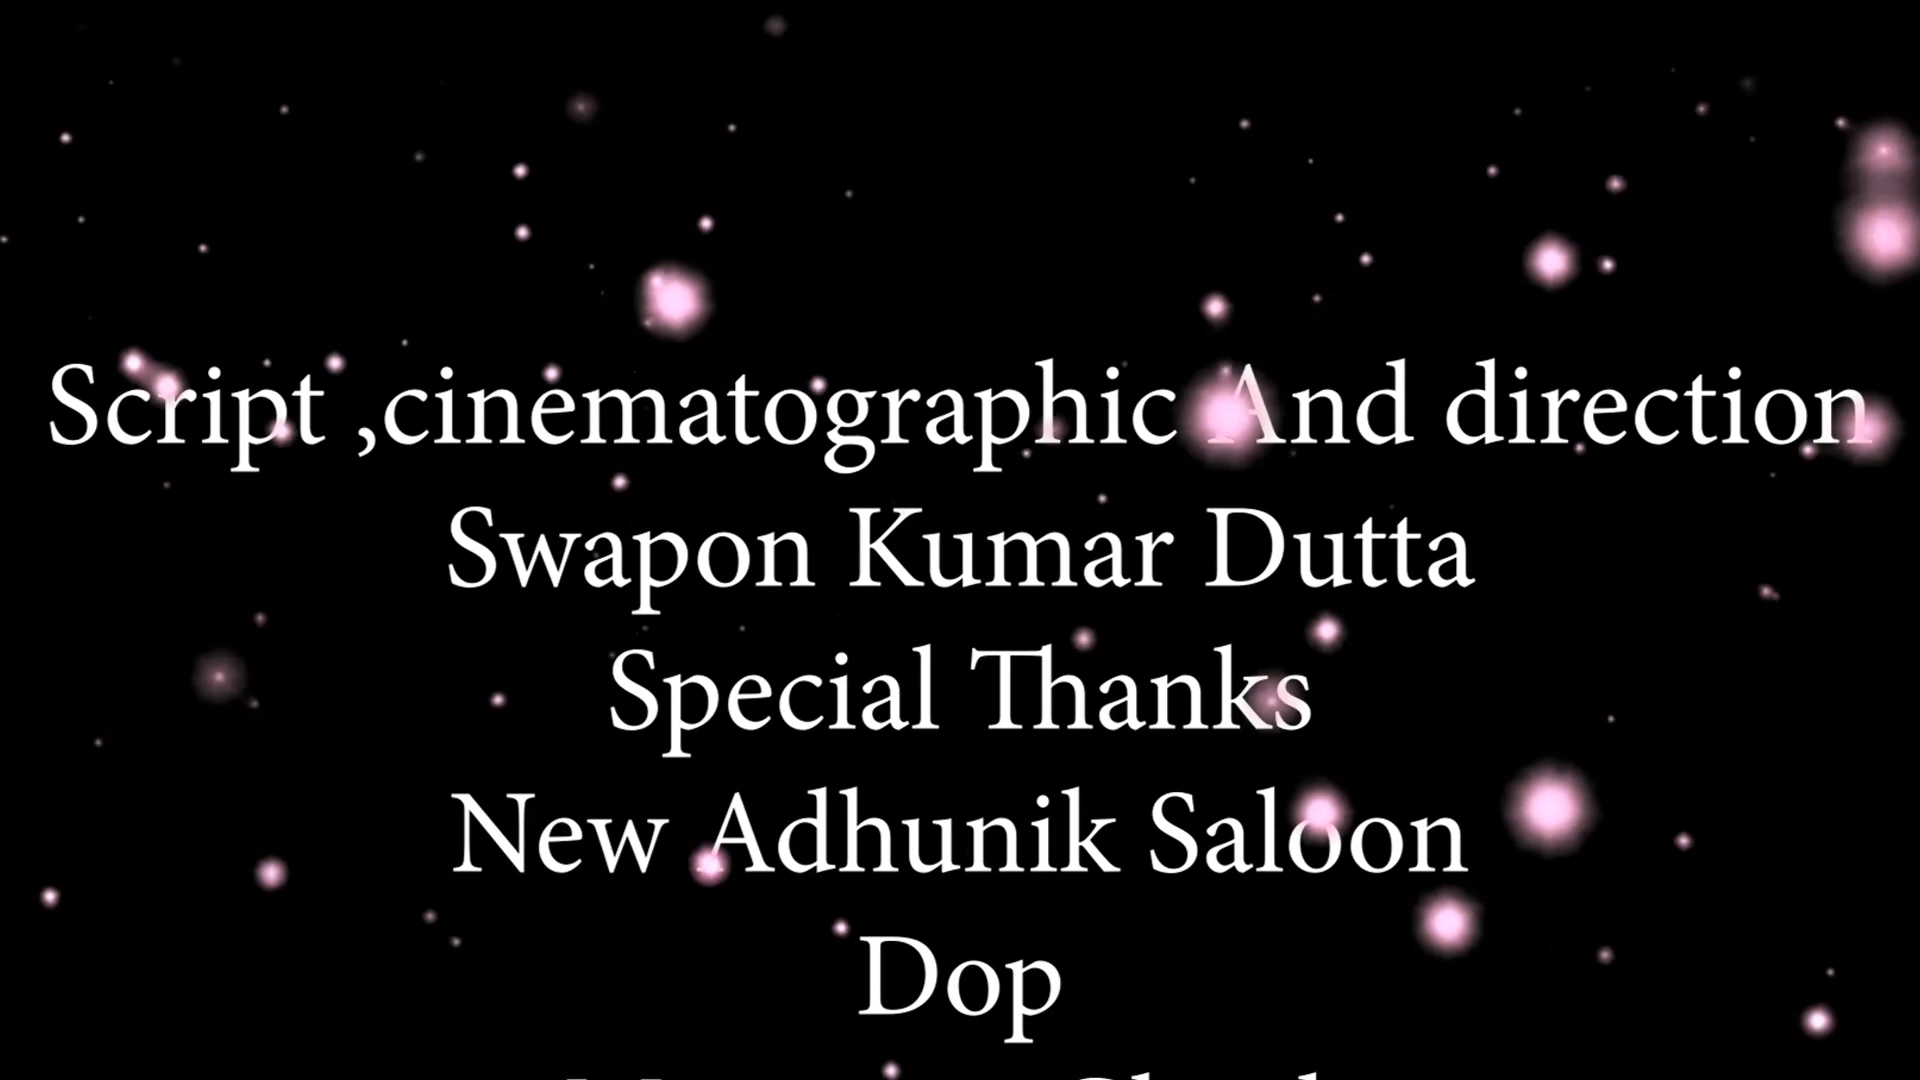 Script ,cinematographic And direction
Swapon Kumar Dutta
Special Thanks
New Adhunik Saloon
Dop